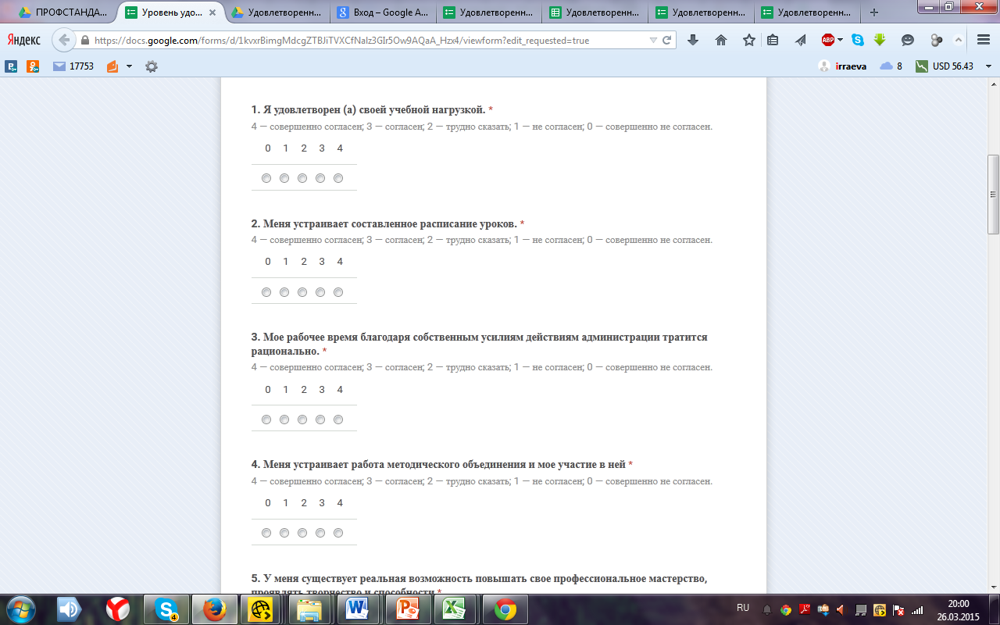 ПРОФСТАНДА...
Уровень удо...
Удовлетворенн...
Вход – Google A...
Удовлетворенн...
Удовлетворенн...
Удовлетворенн...
Удовлетворенн...
Яндекс
https://docs.google.com/forms/d/1kvxrBimgMdcgZTBJiTVXCfNaIz3GIr5Ow9AQaA_Hzx4/viewform?edit_requested=true
ABP
17753
irraeva
8
USD 56.43
1. Я удовлетворен (а) своей учебной нагрузкой. *
4 — совершенно согласен; 3 — согласен; 2 — трудно сказать; 1 — не согласен; 0 — совершенно не согласен.
0 1 2 3 4
2. Меня устраивает составленное расписание уроков. *
4 — совершенно согласен; 3 — согласен; 2 — трудно сказать; 1 — не согласен; 0 — совершенно не согласен.
0 1 2 3 4
3. Мое рабочее время благодаря собственным усилиям действиям администрации тратится
рационально. *
4 — совершенно согласен; 3 — согласен; 2 — трудно сказать; 1 — не согласен; 0 — совершенно не согласен.
0 1 2 3 4
4. Меня устраивает работа методического объединения и мое участие в ней *
4 — совершенно согласен; 3 — согласен; 2 — трудно сказать; 1 — не согласен; 0 — совершенно не согласен.
0 1 2 3 4
5. У меня существует реальная возможность повышать свое профессиональное мастерство,
проявлять творчество и способности *
4
RU
20:00
26.03.2015